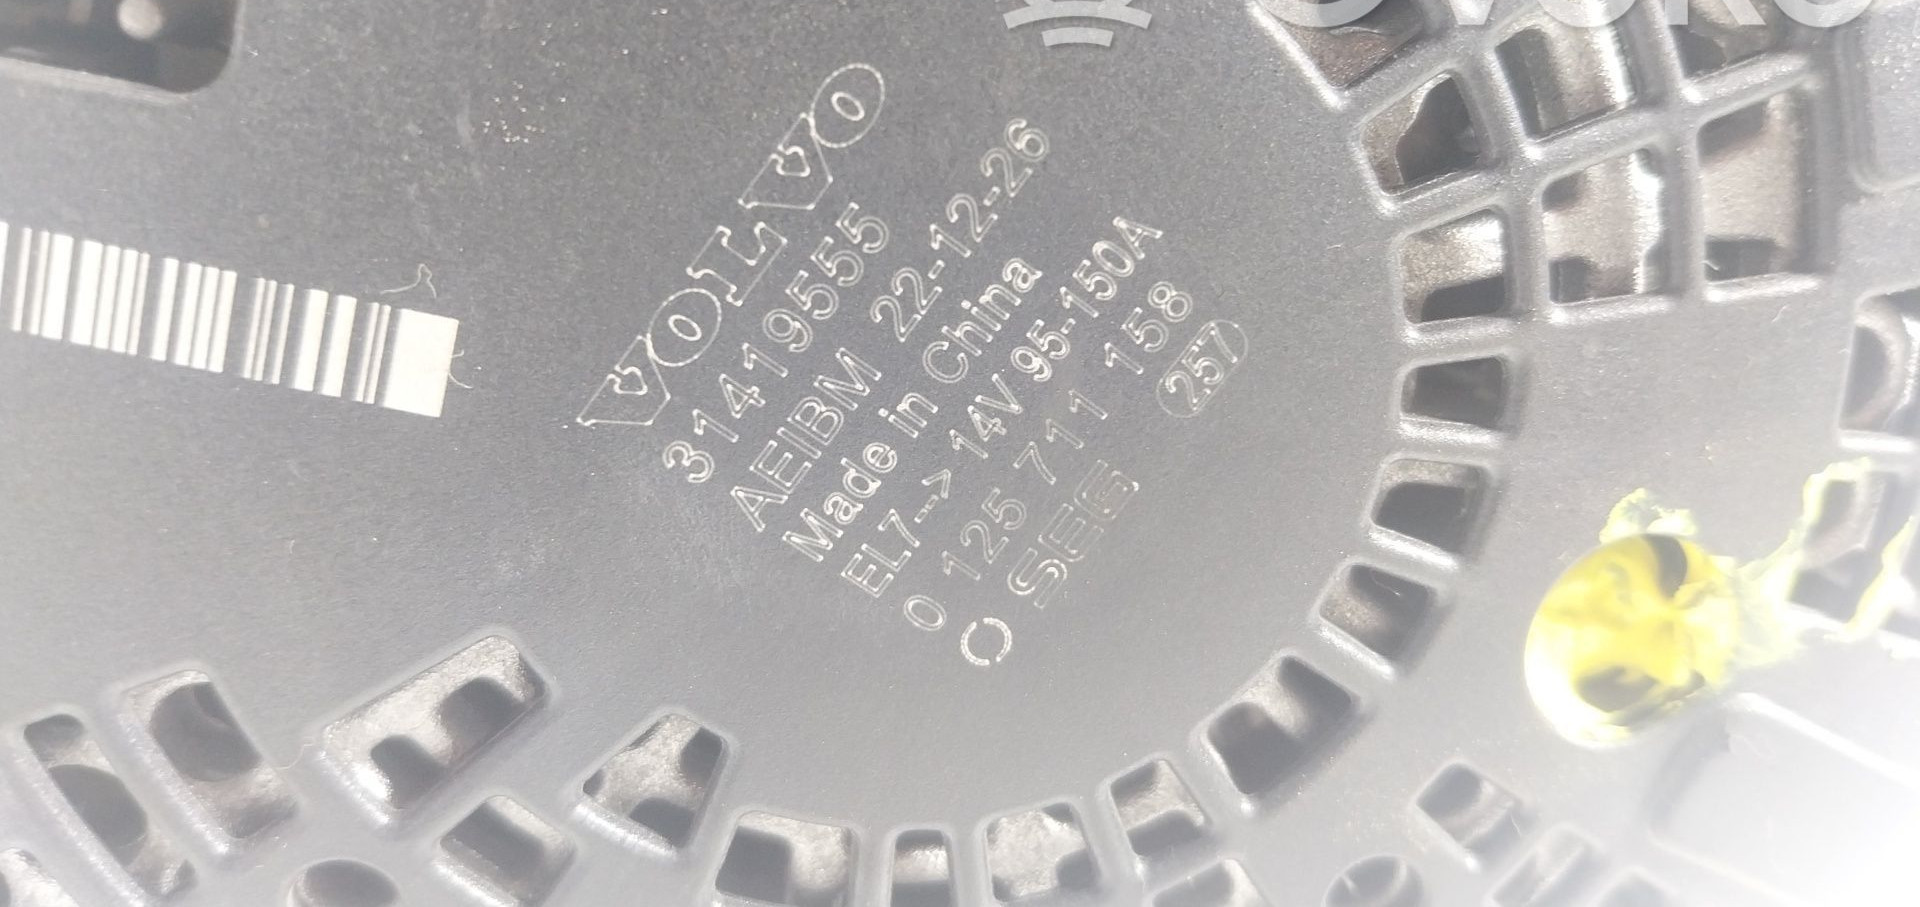 VOLVO
31419555
AEIBM 22-12-26
Made in China
EL7--> 14V 95-150A
0 125 711 158
SEG 257